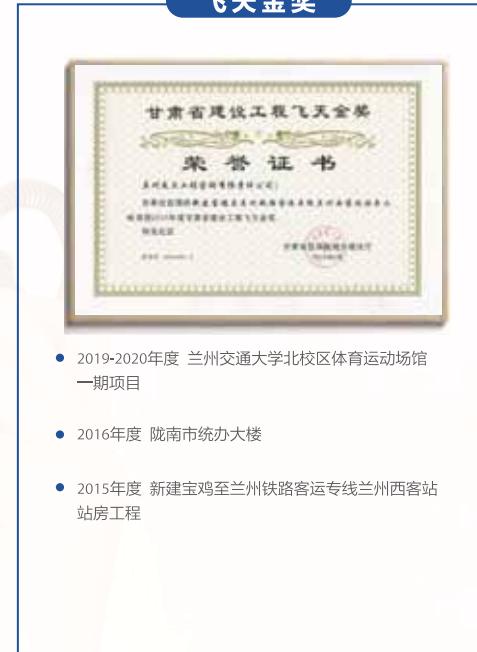 飞天金奖
甘肃省建设工程飞天金奖
荣誉证书
2019-2020年度 兰州交通大学北校区体育运动场馆
一期项目
2016年度 陇南市统办大楼
2015年度 新建宝鸡至兰州铁路客运专线兰州西客站
站房工程